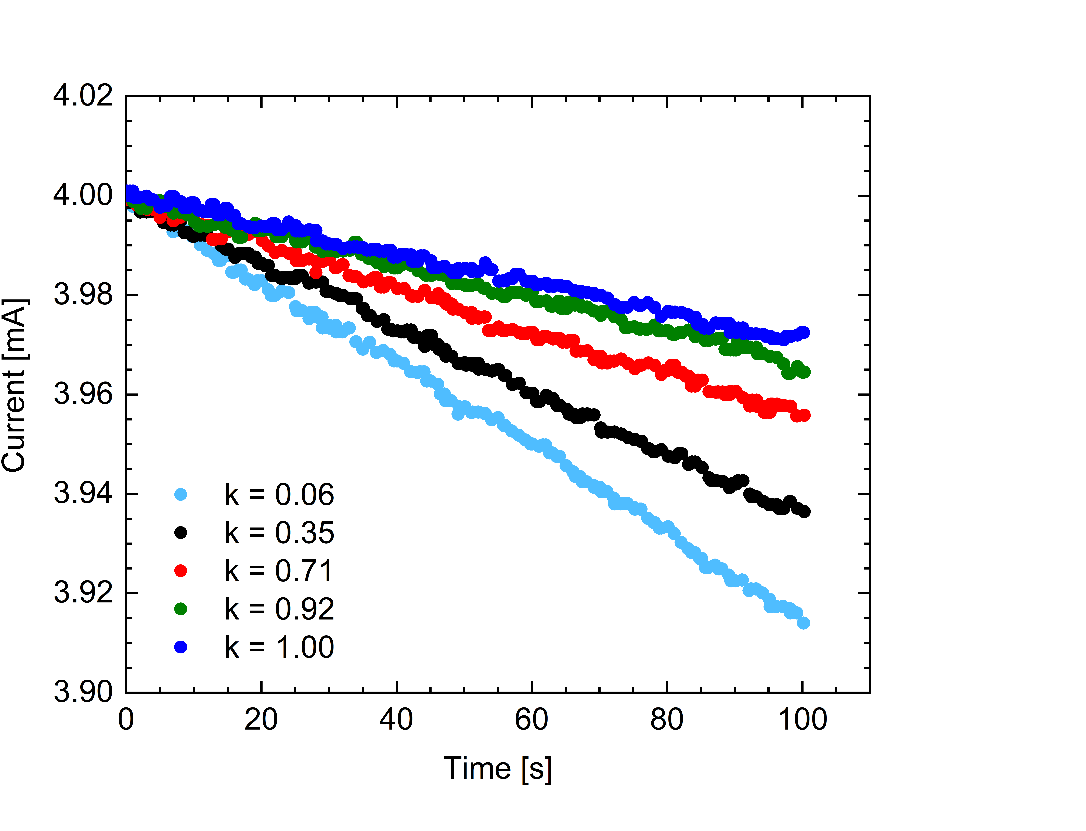 4.02
4.00
3.98
3.96
3.94
3.92
3.90
Current [mA]
k = 0.06
k = 0.35
k = 0.71
k = 0.92
k = 1.00
0 20 40 60 80 100
Time [s]